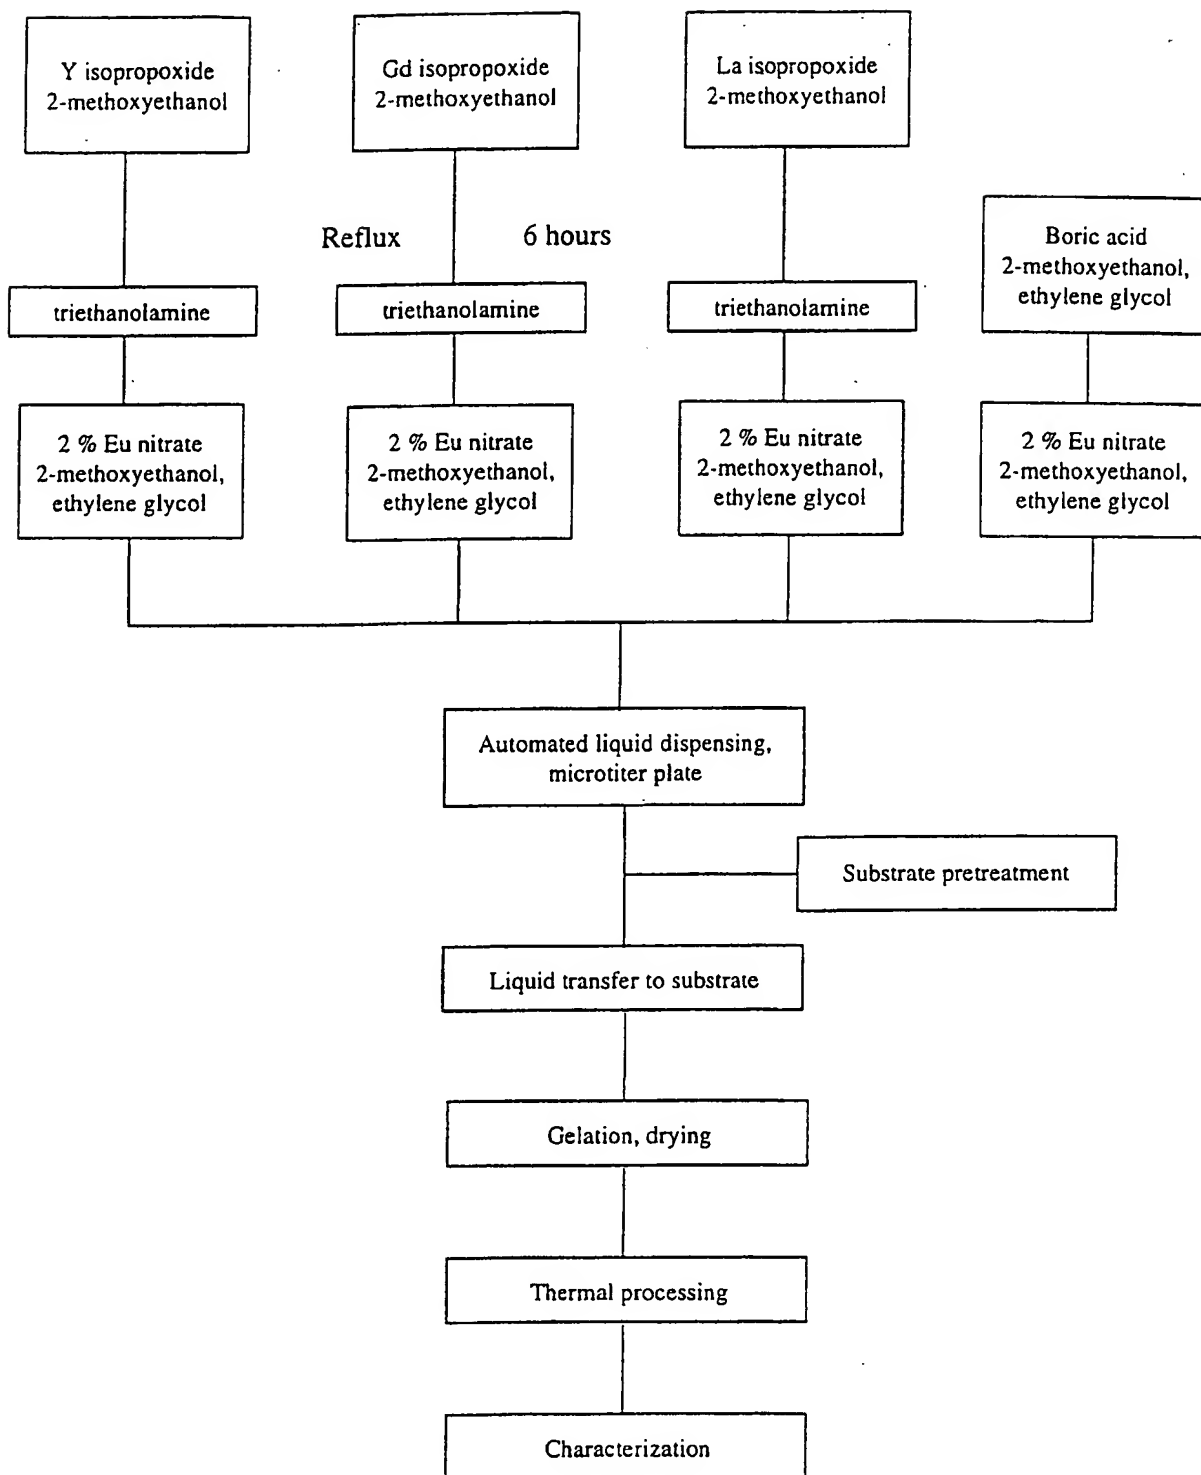 Y isopropoxide
2-methoxyethanol
Gd isopropoxide
2-methoxyethanol
La isopropoxide
2-methoxyethanol
Reflux
6 hours
Boric acid
2-methoxyethanol,
ethylene glycol
triethanolamine
triethanolamine
triethanolamine
2 % Eu nitrate
2-methoxyethanol,
ethylene glycol
2 % Eu nitrate
2-methoxyethanol,
ethylene glycol
2 % Eu nitrate
2-methoxyethanol,
ethylene glycol
2 % Eu nitrate
2-methoxyethanol,
ethylene glycol
Automated liquid dispensing,
microtiter plate
Substrate pretreatment
Liquid transfer to substrate
Gelation, drying
Thermal processing
Characterization